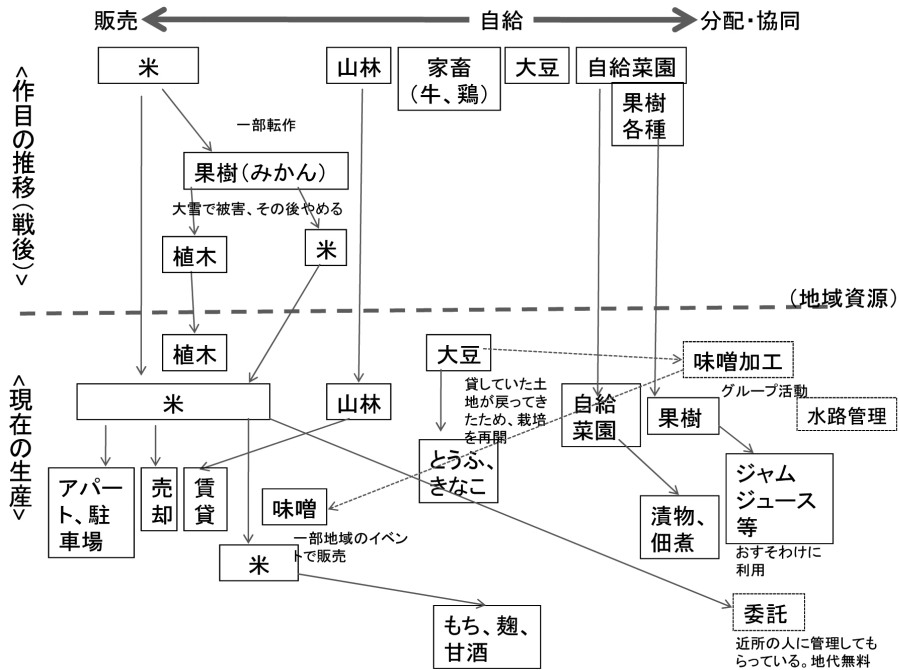 販売
自給
分配・協同
<作目の推移(戦後)>
米
山林
家畜
(牛、鶏)
大豆
自給菜園
果樹
各種
一部転作
果樹(みかん)
大雪で被害、その後やめる
植木
米
(地域資源)
<現在の生産>
植木
大豆
味噌加工
グループ活動
米
山林
貸していた土
地が戻ってき
たため、栽培
を再開
自給
菜園
果樹
水路管理
アパー
ト、駐
車場
売
却
賃
貸
味噌
一部地域のイベン
トで販売
とうふ、
きなこ
漬物、
佃煮
ジャム
ジュース
等
おすそわけに
利用
米
もち、麹、
甘酒
委託
近所の人に管理しても
らっている。地代無料